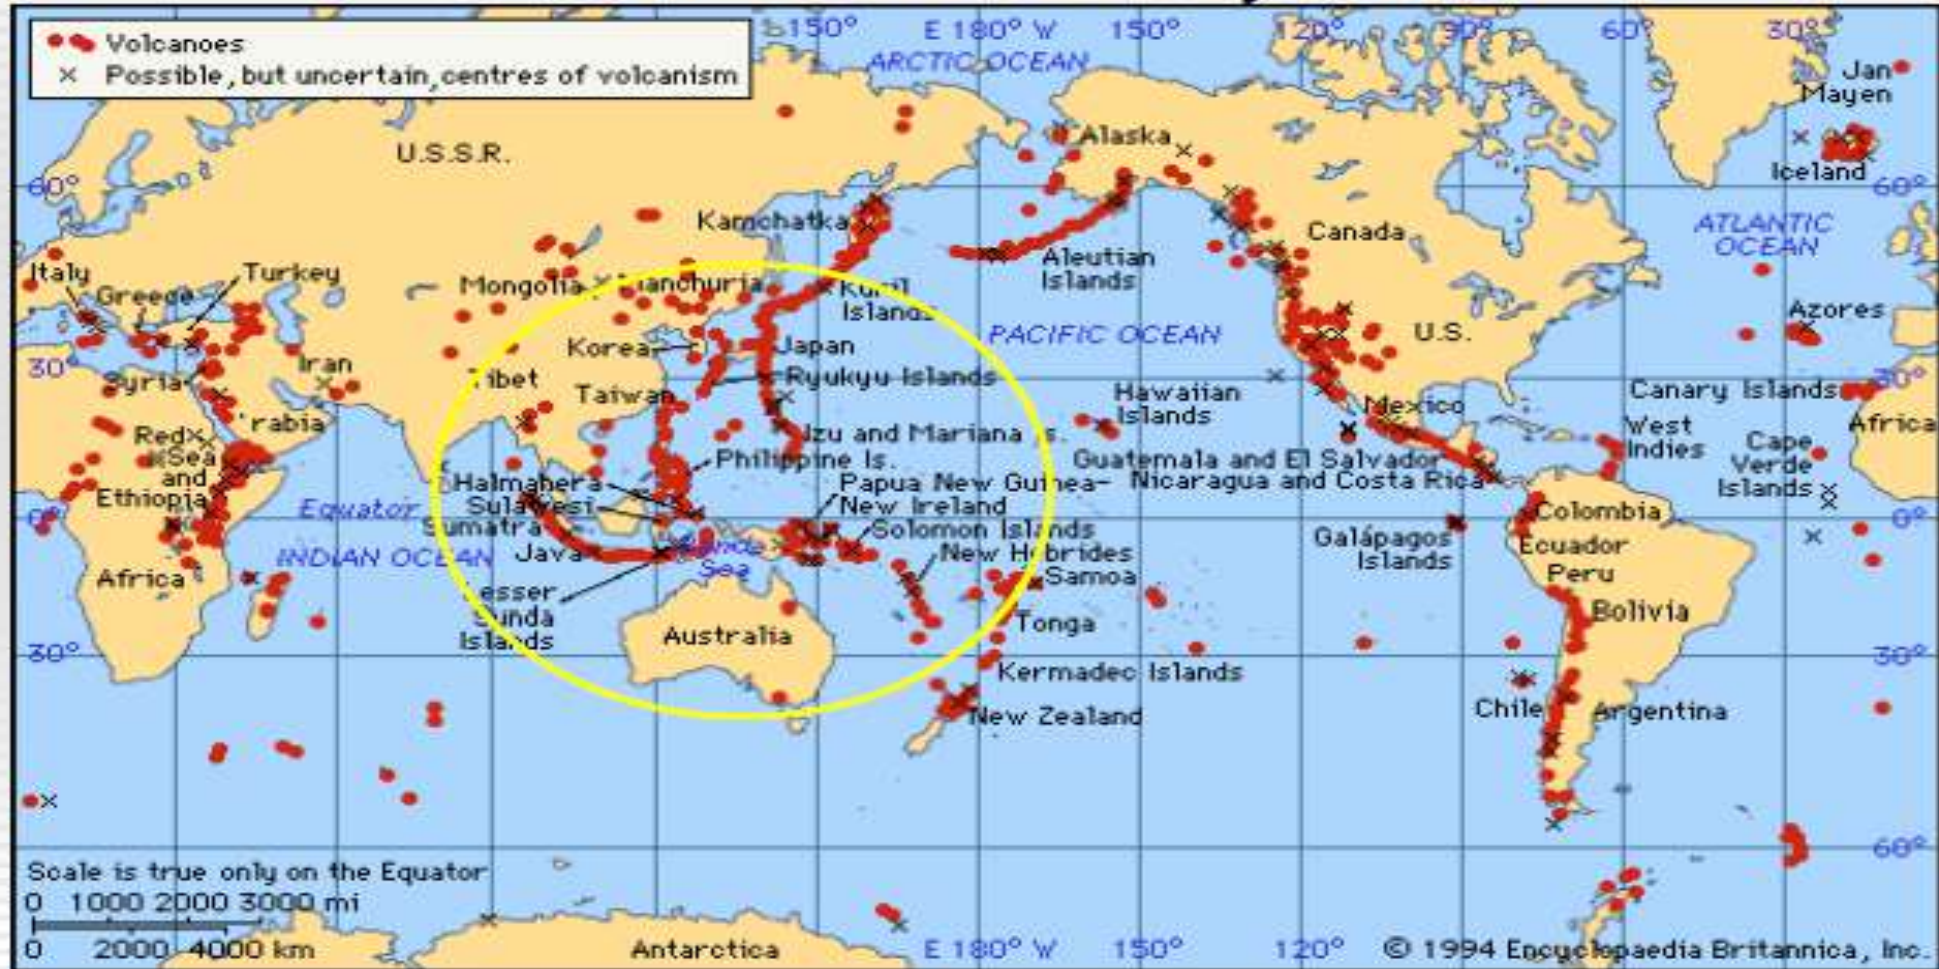 Volcanoes
Possible, but uncertain, centres of volcanism
150° E 180° W 150° 120° 90° 60° 30°
ARCTIC OCEAN
Jan
Mayen
Alaska
U.S.S.R.
Iceland
60° 60°
Kamchatka
Canada
ATLANTIC
OCEAN
Aleutian
Islands
Italy
Turkey
Greece
Mongolia
Kuril
Islands
Azores
PACIFIC OCEAN
U.S.
Korea
Japan
30° 30°
Iran
Syria
Tibet
Ryukyu Islands
Taiwan
Hawaiian
Islands
Canary Islands
Mexico
Africa
Red
Sea
and
Ethiopia
West
Indies
Cape
Verde
Islands
Philippine Is.
Guatemala and El Salvador
Nicaragua and Costa Rica
Halmahera
Sulawesi
Sumatra
Java
Papua New Guinea-
New Ireland
Solomon Islands
New Hebrides
Equator
0° 0°
Colombia
Galápagos
Islands
Ecuador
Peru
INDIAN OCEAN
Africa
Sea
Samoa
esser
Sunda
Islands
Bolivia
Tonga
Australia
30° 30°
Kermadec Islands
Chile
Argentina
New Zealand
60°
Scale is true only on the Equator
0 1000 2000 3000 mi
0 2000 4000 km
Antarctica
E 180° W 150° 120°
© 1994 Encyclopaedia Britannica, Inc.